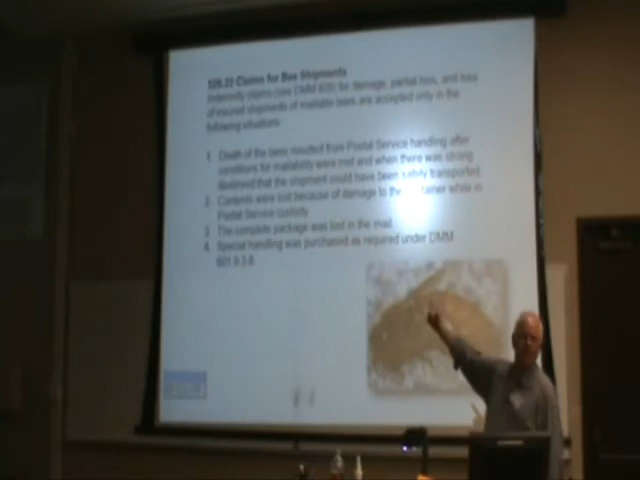 526.22 Claims for Bee Shipments
Indemnity claims (see DMM 609) for damage, partial loss, and loss
of insured shipments of mailable bees are accepted only in the
following situations:
1. Death of the bees resulted from Postal Service handling after
conditions for mailability were met and when there was strong
likelihood that the shipment could have been safely transported.
2. Contents were lost because of damage to the container while in
Postal Service custody.
3. The complete package was lost in the mail.
4. Special handling was purchased as required under DMM
601.9.3.8